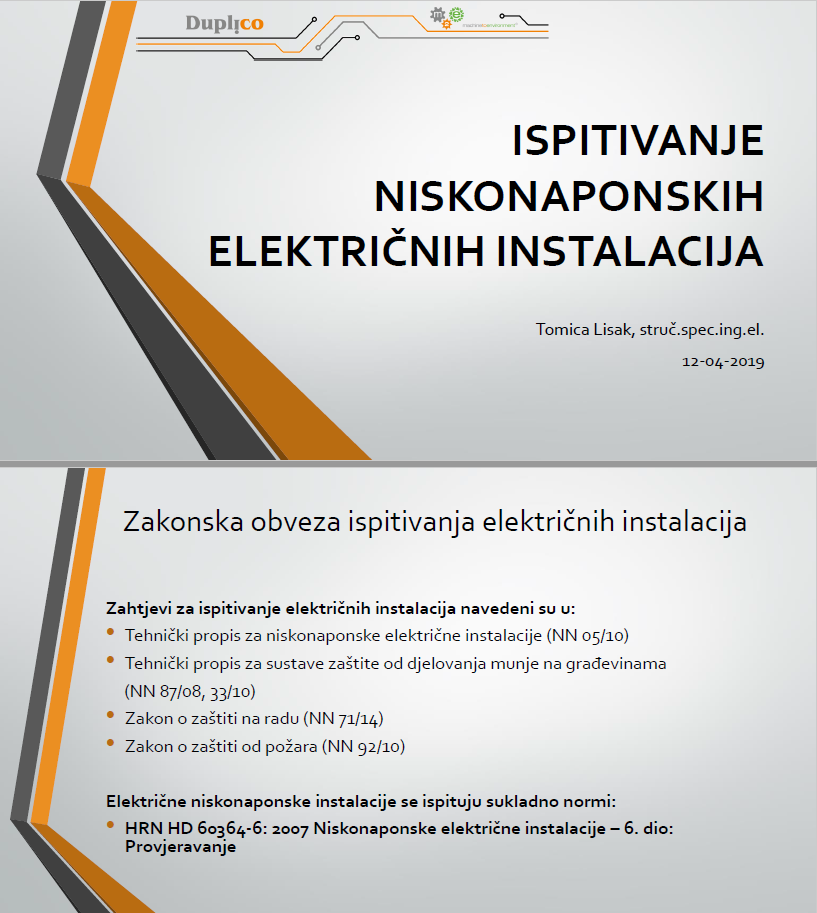 Duplico
ISPITIVANJE
NISKONAPONSKIH
ELEKTRIČNIH INSTALACIJA
Tomica Lisak, struč.spec.ing.el.
12-04-2019
Zakonska obveza ispitivanja električnih instalacija
Zahtjevi za ispitivanje električnih instalacija navedeni su u:
• Tehnički propis za niskonaponske električne instalacije (NN 05/10)
• Tehnički propis za sustave zaštite od djelovanja munje na građevinama
(NN 87/08, 33/10)
• Zakon o zaštiti na radu (NN 71/14)
• Zakon o zaštiti od požara (NN 92/10)
Električne niskonaponske instalacije se ispituju sukladno normi:
• HRN HD 60364-6: 2007 Niskonaponske električne instalacije – 6. dio:
Provjeravanje